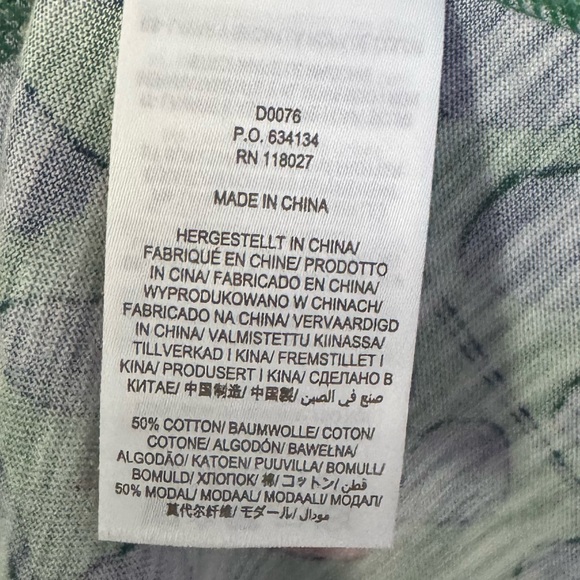 D0076
P.O. 634134
RN 118027
MADE IN CHINA
HERGESTELLT IN CHINA/
FABRIQUÉ EN CHINE/ PRODOTTO
IN CINA/ FABRICADO EN CHINA/
WYPRODUKOWANO W CHINACH/
FABRICADO NA CHINA/ VERVAARDIGD
IN CHINA/ VALMISTETTU KIINASSA/
TILLVERKAD I KINA/ FREMSTILLET I
KINA/ PRODUSERT I KINA/ СДЕЛАНО В
КИТАЕ/ 中国制造/ 中国製/ صنع في الصين
50% COTTON/ BAUMWOLLE/ COTON/
COTONE/ ALGODÓN/ BAWEŁNA/
ALGODÃO/ KATOEN/ PUUVILLA/ BOMULL/
BOMULD/ ХЛОПОК/ 棉/ コットン/ قطن
50% MODAL/ MODAAL/ MODAALI/ МОДАЛ/
莫代尔纤维/ モダール/ مودال